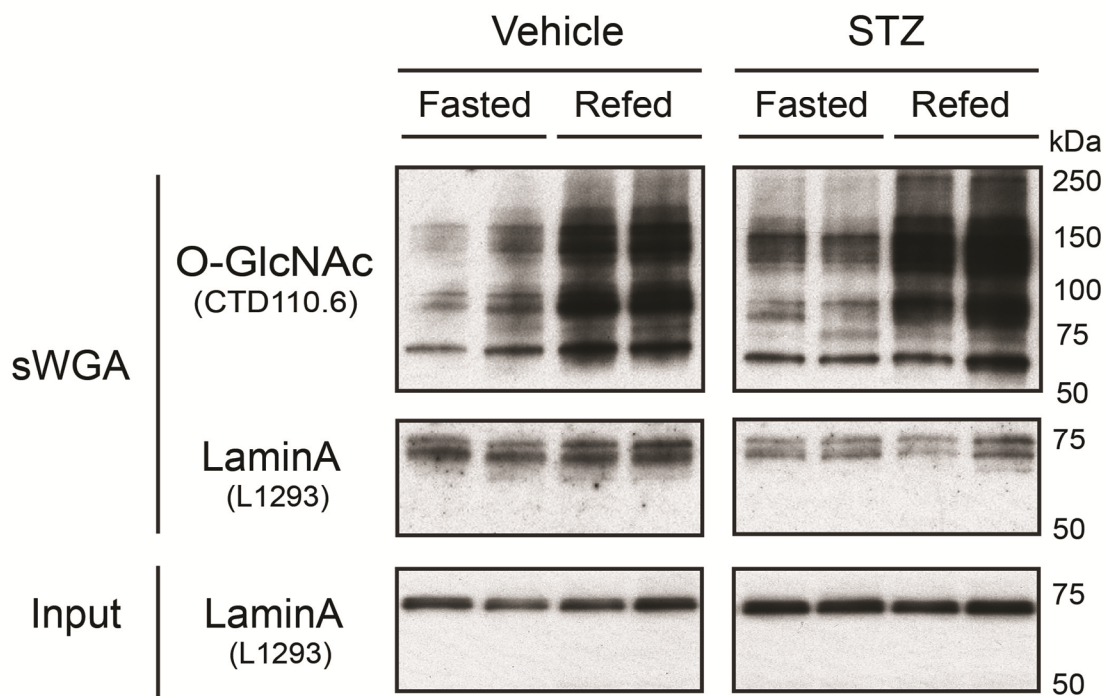 Vehicle STZ
Fasted Refed Fasted Refed
kDa
250
O-GlcNAc 150
(CTD110.6) 100
75
sWGA
50
LaminA 75
(L1293)
50
Input LaminA 75
(L1293)
50